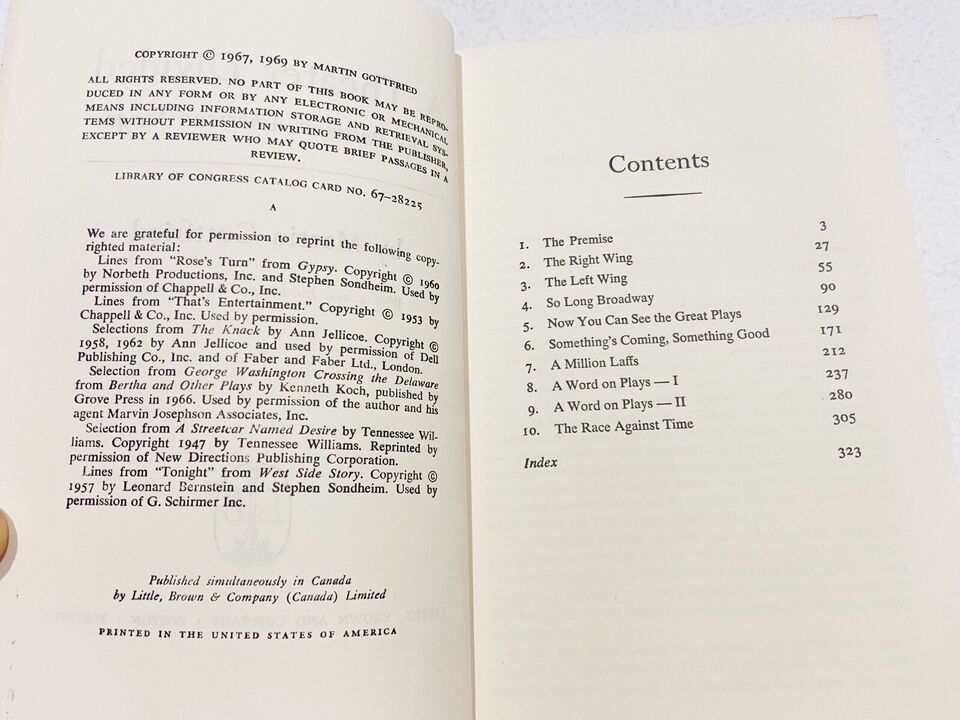 COPYRIGHT © 1967, 1969 BY MARTIN GOTTFRIED
ALL RIGHTS RESERVED. NO PART OF THIS BOOK MAY BE REPRO-
DUCED IN ANY FORM OR BY ANY ELECTRONIC OR MECHANICAL
MEANS INCLUDING INFORMATION STORAGE AND RETRIEVAL SYS-
TEMS WITHOUT PERMISSION IN WRITING FROM THE PUBLISHER,
EXCEPT BY A REVIEWER WHO MAY QUOTE BRIEF PASSAGES IN A
REVIEW.
LIBRARY OF CONGRESS CATALOG CARD NO. 67-28225
A
We are grateful for permission to reprint the following copy-
righted material:
Lines from "Rose's Turn" from Gypsy. Copyright © 1960
by Norbeth Productions, Inc. and Stephen Sondheim. Used by
permission of Chappell & Co., Inc.
Lines from "That's Entertainment." Copyright © 1953 by
Chappell & Co., Inc. Used by permission.
Selections from The Knack by Ann Jellicoe. Copyright ©
1958, 1962 by Ann Jellicoe and used by permission of Dell
Publishing Co., Inc. and of Faber and Faber Ltd., London.
Selection from George Washington Crossing the Delaware
from Bertha and Other Plays by Kenneth Koch, published by
Grove Press in 1966. Used by permission of the author and his
agent Marvin Josephson Associates, Inc.
Selection from A Streetcar Named Desire by Tennessee Wil-
liams. Copyright 1947 by Tennessee Williams. Reprinted by
permission of New Directions Publishing Corporation.
Lines from "Tonight" from West Side Story. Copyright ©
1957 by Leonard Bernstein and Stephen Sondheim. Used by
permission of G. Schirmer Inc.
Published simultaneously in Canada
by Little, Brown & Company (Canada) Limited
PRINTED IN THE UNITED STATES OF AMERICA
Contents
1. The Premise 3
2. The Right Wing 27
3. The Left Wing 55
4. So Long Broadway 90
5. Now You Can See the Great Plays 129
6. Something's Coming, Something Good 171
7. A Million Laffs 212
8. A Word on Plays — I 237
9. A Word on Plays — II 280
10. The Race Against Time 305
Index 323